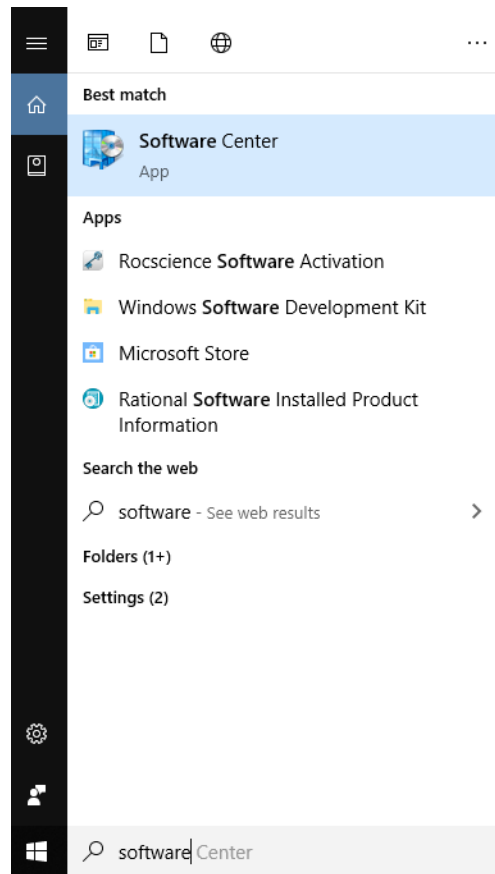 Best match
Software Center
App
Apps
Rocscience Software Activation
Windows Software Development Kit
Microsoft Store
Rational Software Installed Product
Information
Search the web
software - See web results
Folders (1+)
Settings (2)
software Center